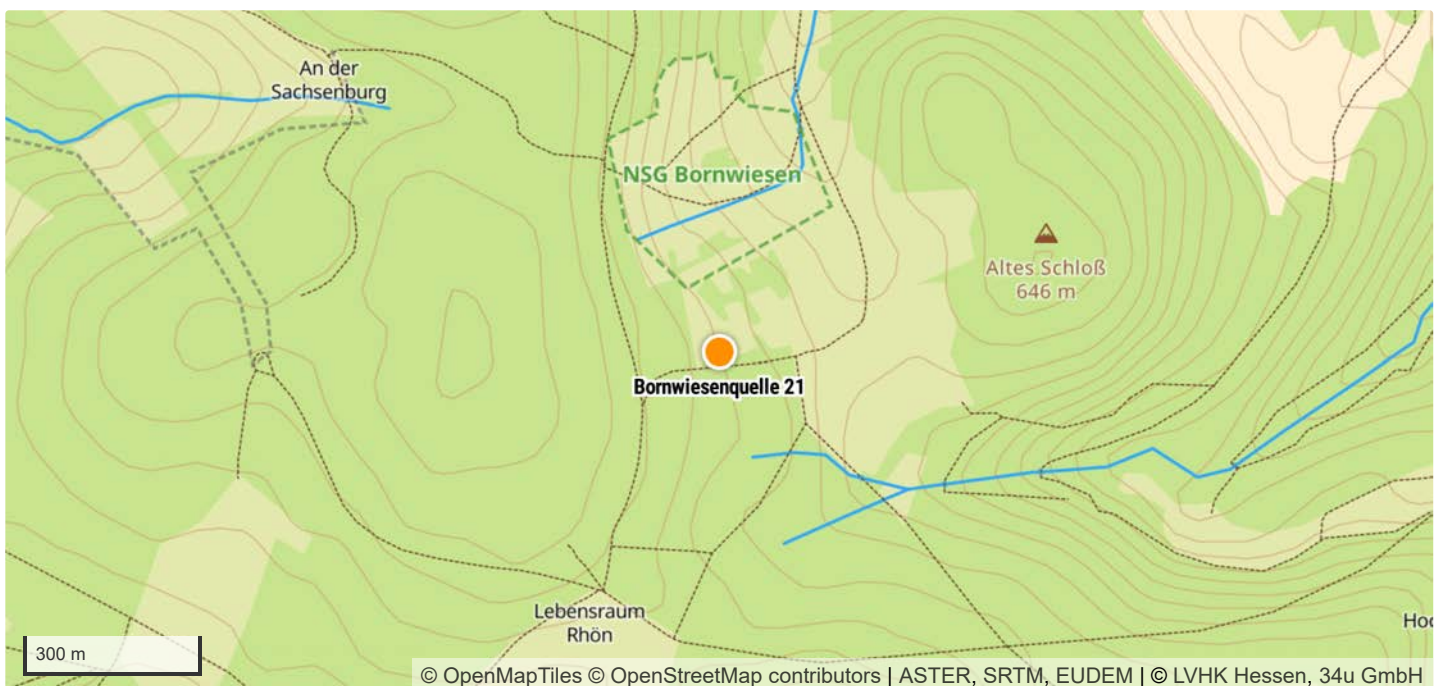 An der
Sachsenburg
NSG Bornwiesen
Altes Schloß
646 m
Bornwiesenquelle 21
Lebensraum
Rhön
Hoc
300 m
© OpenMapTiles © OpenStreetMap contributors | ASTER, SRTM, EUDEM | © LVHK Hessen, 34u GmbH